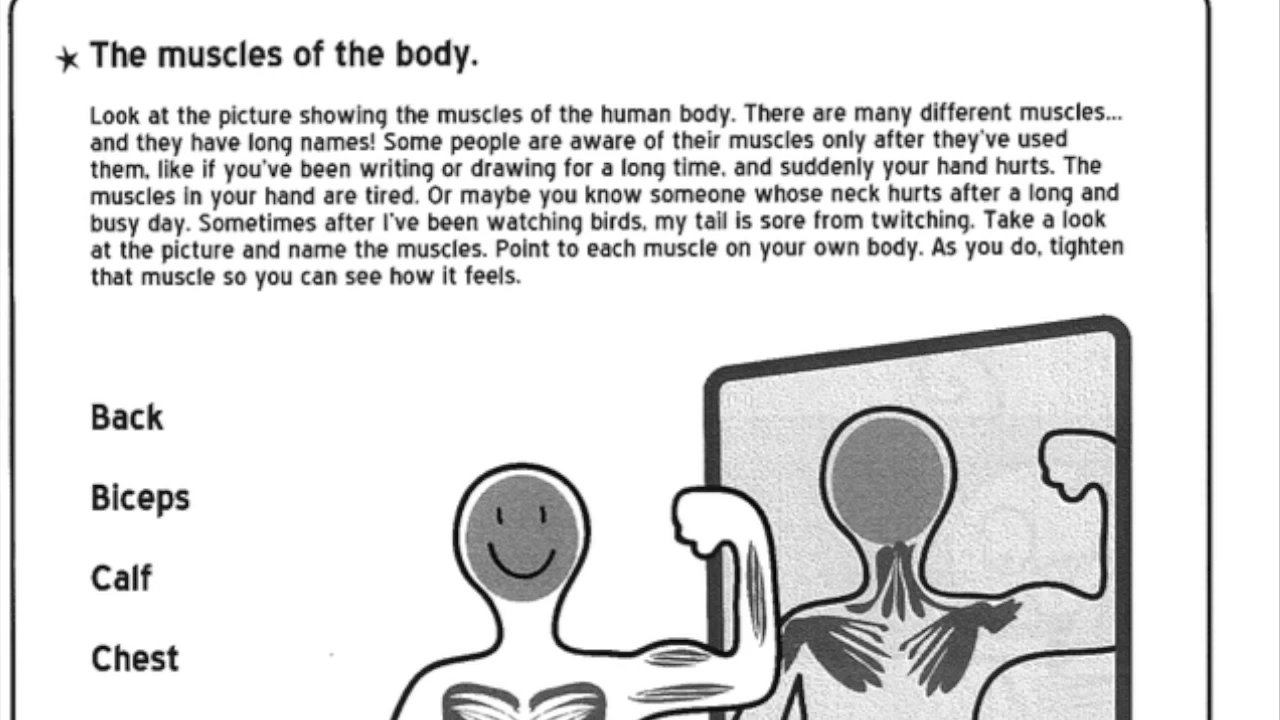 The muscles of the body.
Look at the picture showing the muscles of the human body. There are many different muscles...
and they have long names! Some people are aware of their muscles only after they've used
them, like if you've been writing or drawing for a long time, and suddenly your hand hurts. The
muscles in your hand are tired. Or maybe you know someone whose neck hurts after a long and
busy day. Sometimes after I've been watching birds, my tail is sore from twitching. Take a look
at the picture and name the muscles. Point to each muscle on your own body. As you do, tighten
that muscle so you can see how it feels.
Back
Biceps
Calf
Chest